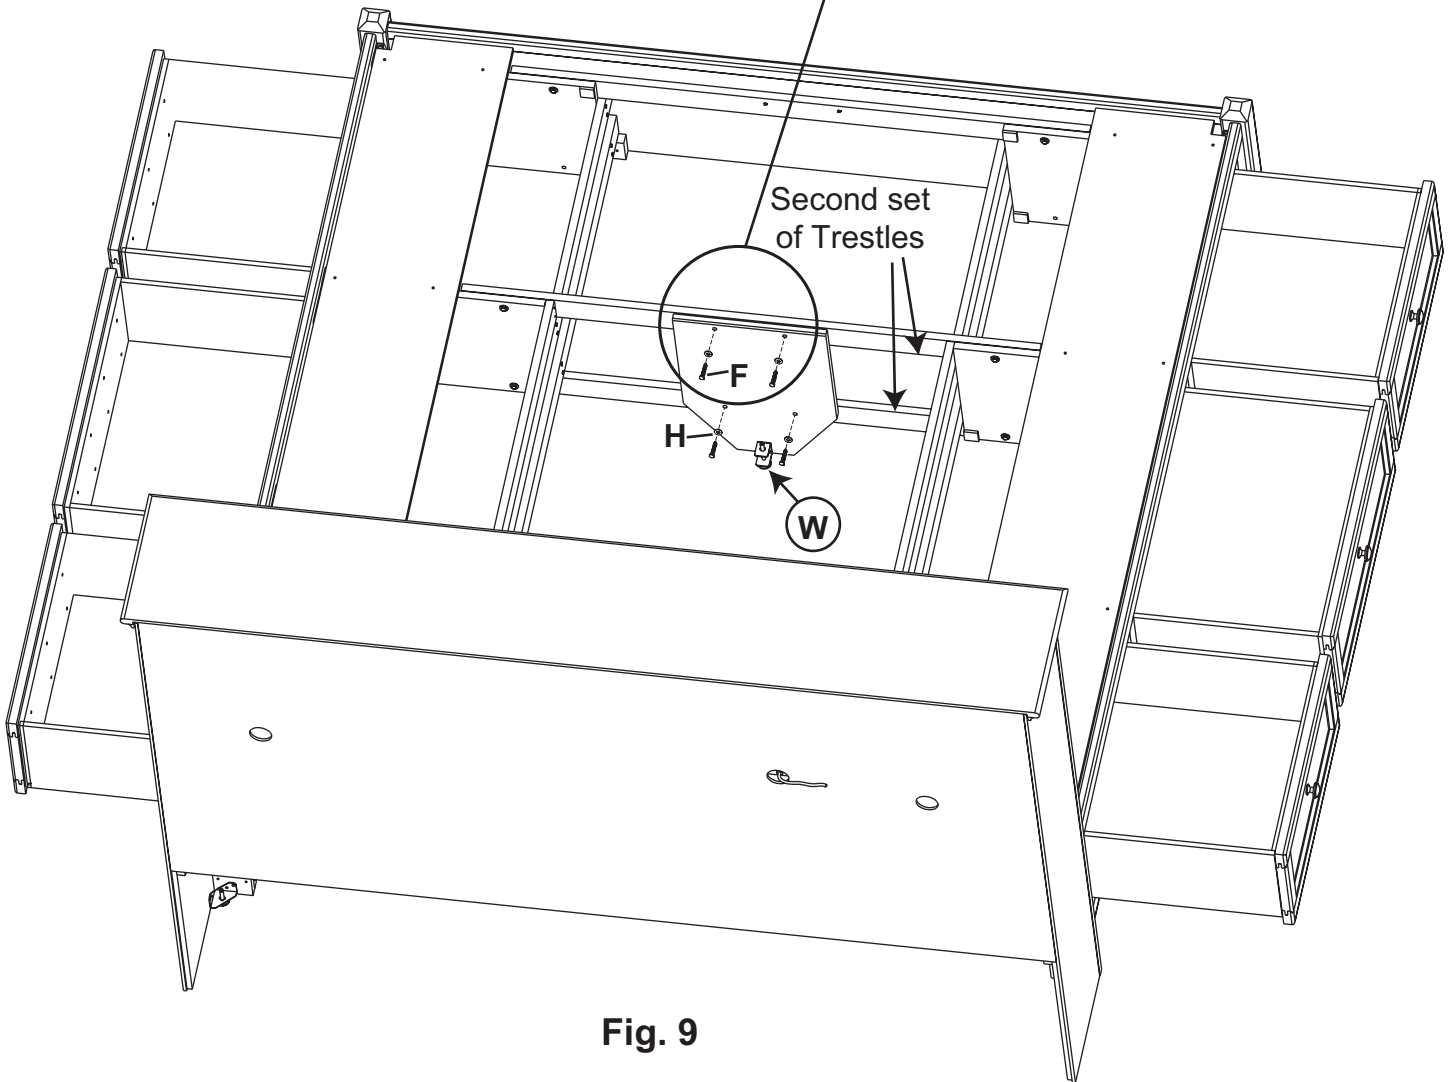 Second set
of Trestles
F
H
W
Fig. 9